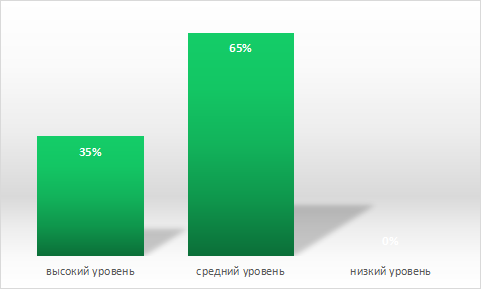 65%
35%
0%
высокий уровень
средний уровень
низкий уровень